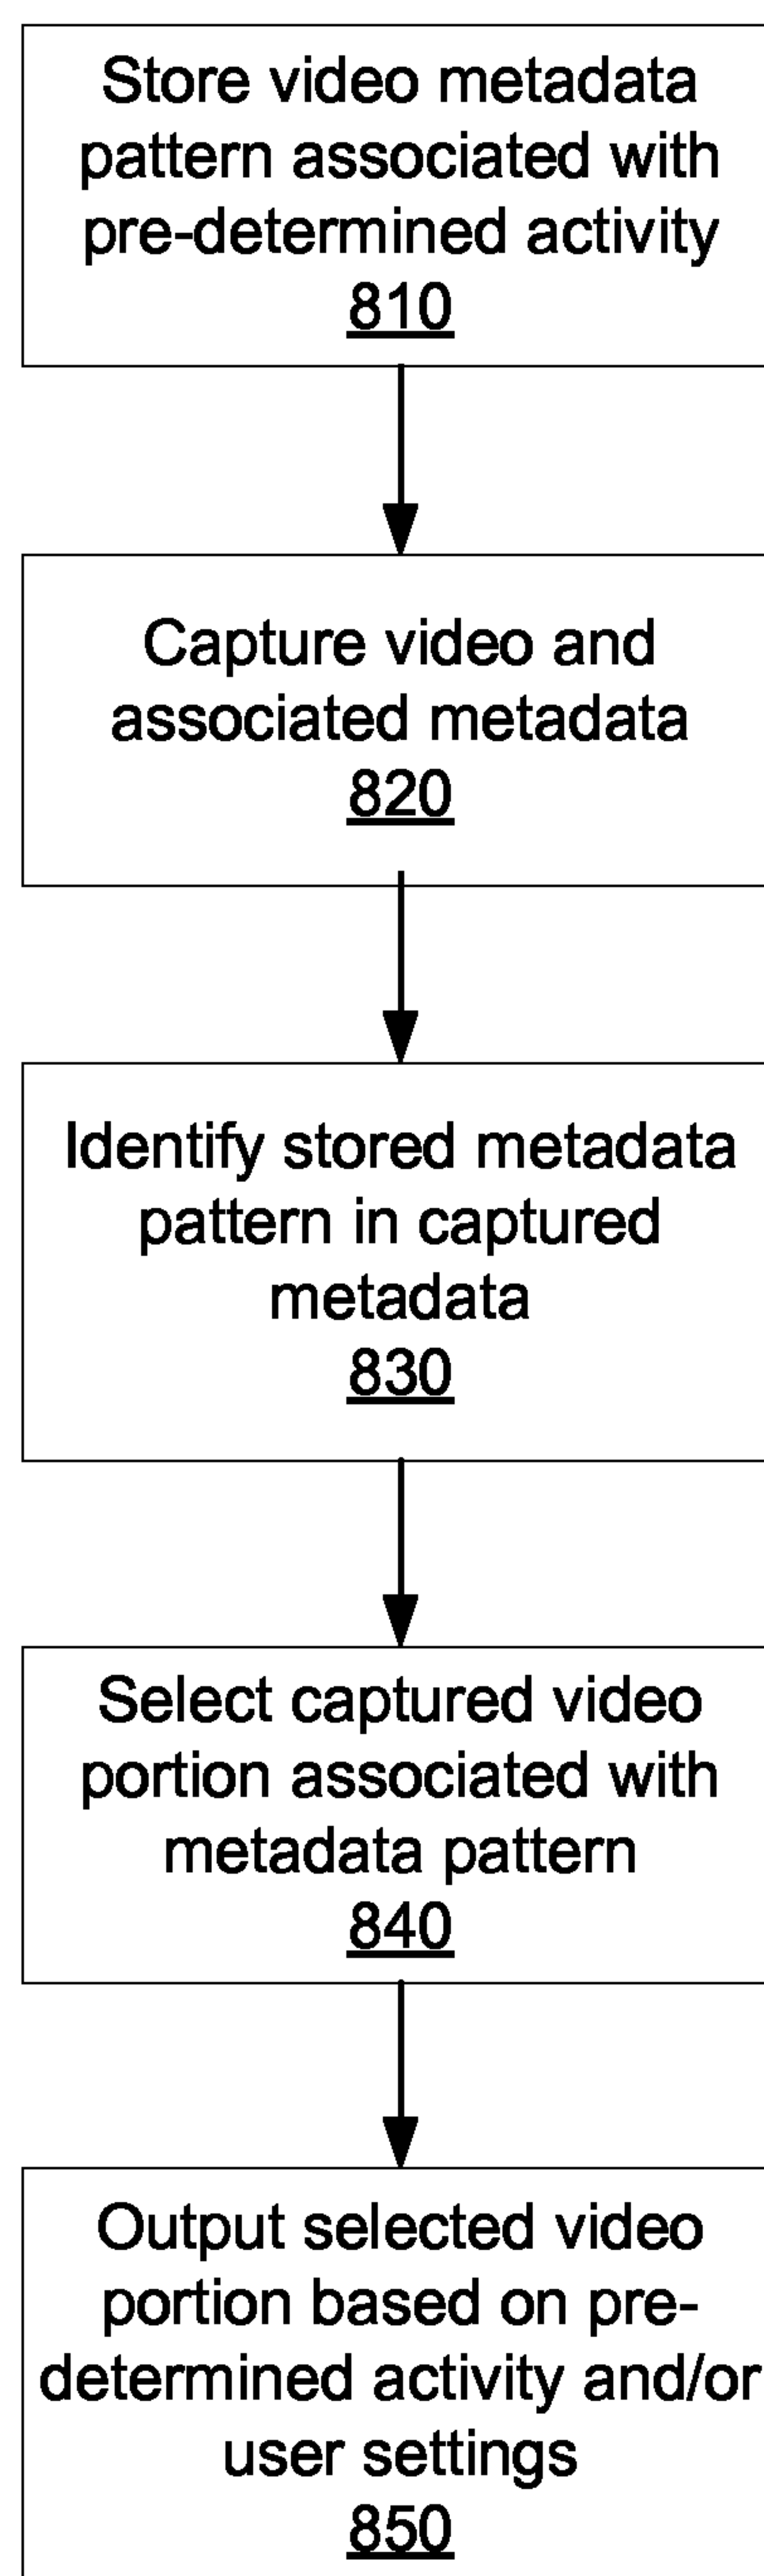 Store video metadata
pattern associated with
pre-determined activity
810
Capture video and
associated metadata
820
Identify stored metadata
pattern in captured
metadata
830
Select captured video
portion associated with
metadata pattern
840
Output selected video
portion based on pre-
determined activity and/or
user settings
850